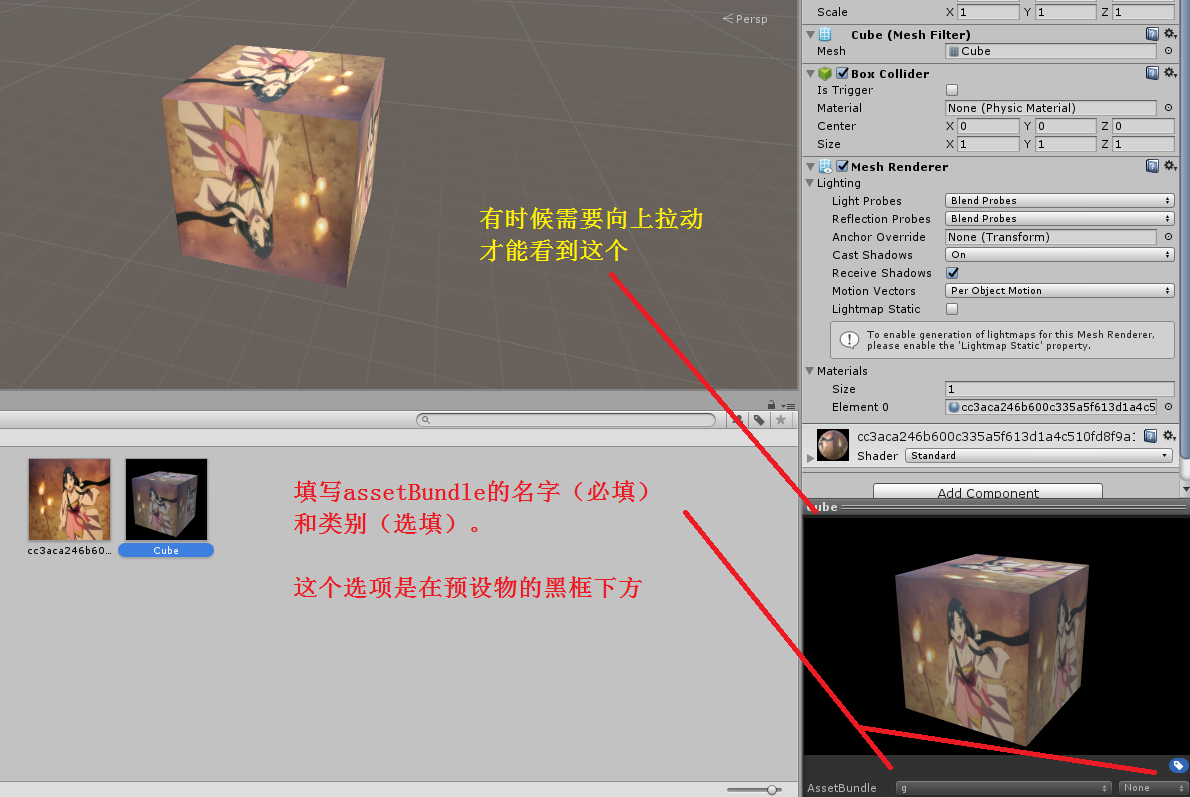 Persp
Scale X 1 Y 1 Z 1
Cube (Mesh Filter)
Mesh Cube
Box Collider
Is Trigger
Material None (Physic Material)
Center X 0 Y 0 Z 0
Size X 1 Y 1 Z 1
Mesh Renderer
Lighting
Light Probes Blend Probes
Reflection Probes Blend Probes
Anchor Override None (Transform)
Cast Shadows On
Receive Shadows
Motion Vectors Per Object Motion
Lightmap Static
To enable generation of lightmaps for this Mesh Renderer,
please enable the 'Lightmap Static' property.
Materials
Size 1
Element 0 cc3aca246b600c335a5f613d1a4c5
cc3aca246b600c335a5f613d1a4c510fd8f9a1
Shader Standard
Add Component
有时候需要向上拉动
才能看到这个
cc3aca246b60...
Cube
填写assetBundle的名字（必填）
和类别（选填）。
这个选项是在预设物的黑框下方
Cube
AssetBundle g None